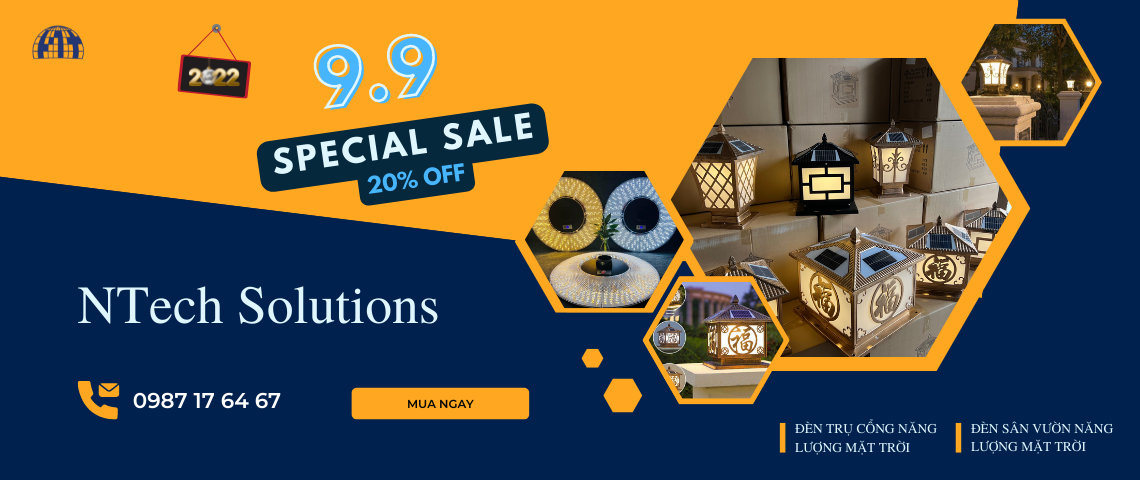 2022
9.9
SPECIAL SALE
20% OFF
NTech Solutions
0987 17 64 67
MUA NGAY
福
福
福
福
ĐÈN TRỤ CỔNG NĂNG
LƯỢNG MẶT TRỜI
ĐÈN SÂN VƯỜN NĂNG
LƯỢNG MẶT TRỜI